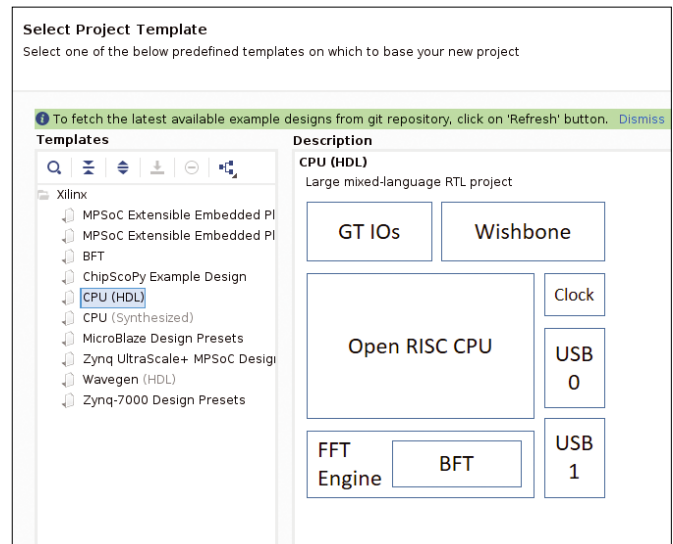 Select Project Template
Select one of the below predefined templates on which to base your new project
To fetch the latest available example designs from git repository, click on 'Refresh' button. Dismiss
Templates
Xilinx
MPSoC Extensible Embedded Pl
MPSoC Extensible Embedded Pl
BFT
ChipScoPy Example Design
CPU (HDL)
CPU (Synthesized)
MicroBlaze Design Presets
Zynq UltraScale+ MPSoC Desig
Wavegen (HDL)
Zynq-7000 Design Presets
Description
CPU (HDL)
Large mixed-language RTL project
GT IOs
Wishbone
Open RISC CPU
Clock
USB
0
FFT
Engine
BFT
USB
1